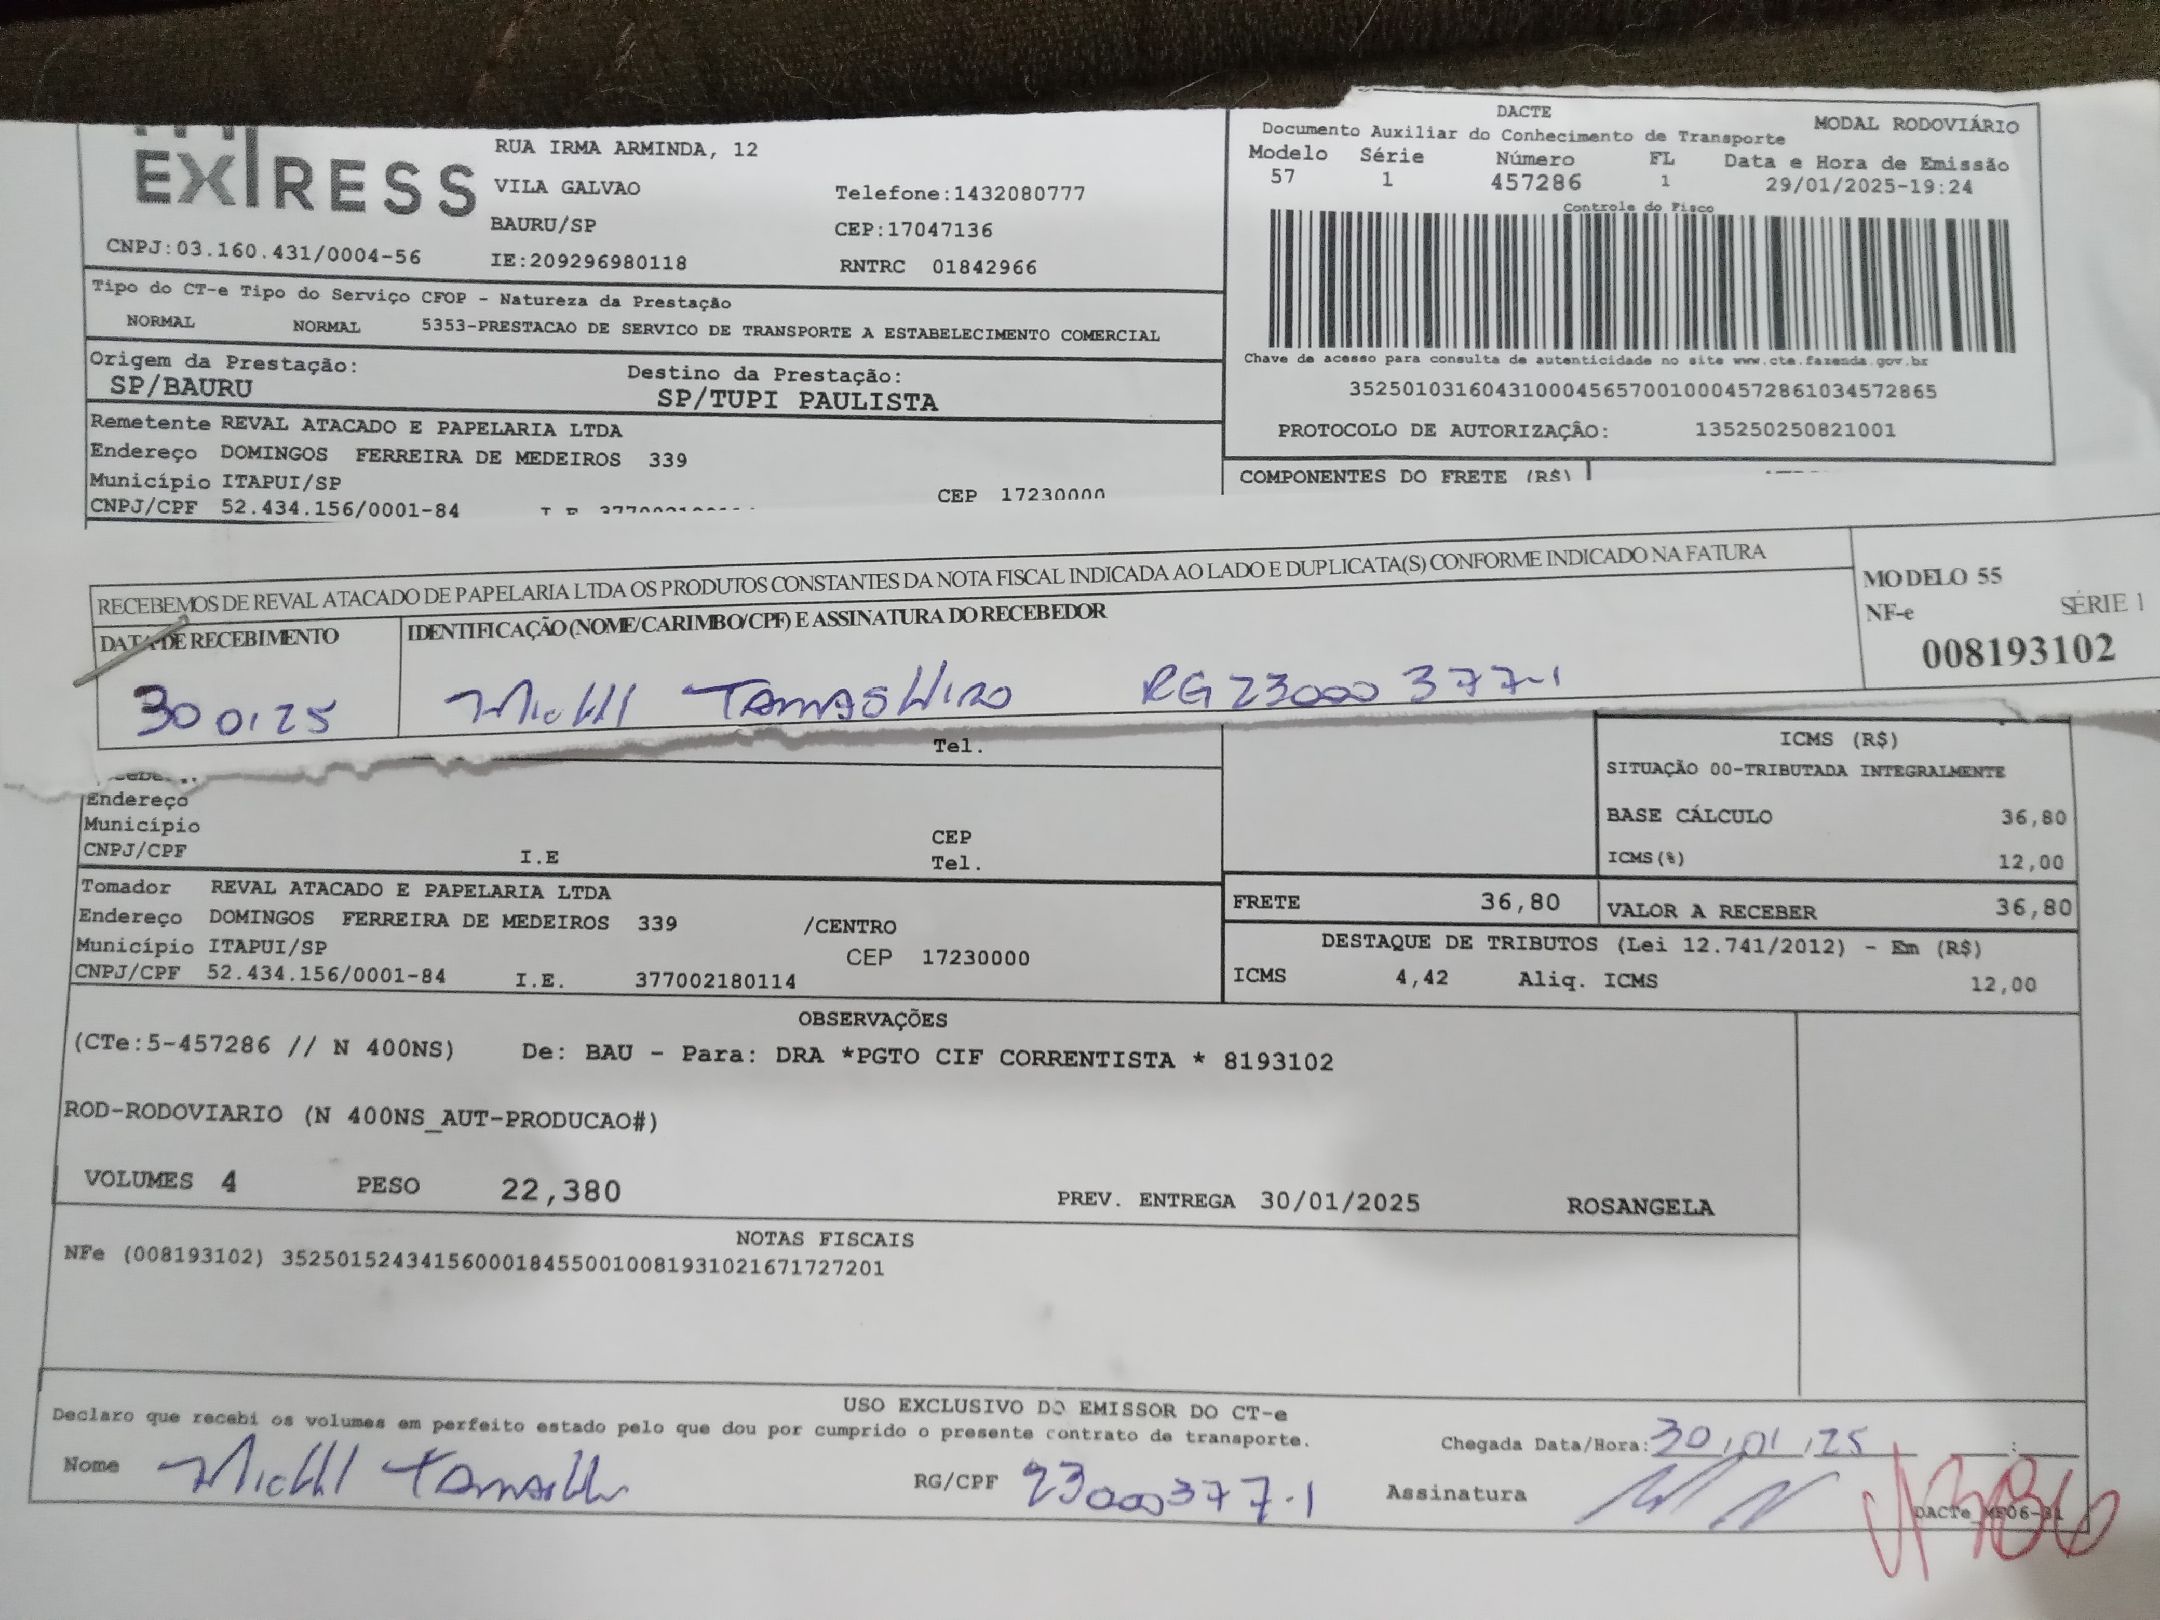 EXPRESS
RUA IRMA ARMINDA, 12
VILA GALVAO Telefone:1432080777
BAURU/SP CEP:17047136
CNPJ:03.160.431/0004-56 IE:209296980118 RNTRC 01842966
DACTE
Documento Auxiliar do Conhecimento de Transporte MODAL RODOVIÁRIO
Modelo Série Número FL Data e Hora de Emissão
57 1 457286 1 29/01/2025-19:24
Controle do Fisco
Chave de acesso para consulta de autenticidade no site www.cte.fazenda.gov.br
35250103160431000456570010004572861034572865
PROTOCOLO DE AUTORIZAÇÃO: 135250250821001
Tipo do CT-e Tipo do Serviço CFOP - Natureza da Prestação
NORMAL NORMAL 5353-PRESTACAO DE SERVICO DE TRANSPORTE A ESTABELECIMENTO COMERCIAL
Origem da Prestação: Destino da Prestação:
SP/BAURU SP/TUPI PAULISTA
Remetente REVAL ATACADO E PAPELARIA LTDA
Endereço DOMINGOS FERREIRA DE MEDEIROS 339
Município ITAPUI/SP CEP 17230000
CNPJ/CPF 52.434.156/0001-84
COMPONENTES DO FRETE (R$)
RECEBEMOS DE REVAL ATACADO DE PAPELARIA LTDA OS PRODUTOS CONSTANTES DA NOTA FISCAL INDICADA AO LADO E DUPLICATA(S) CONFORME INDICADO NA FATURA
DATA DE RECEBIMENTO IDENTIFICAÇÃO (NOME/CARIMBO/CPF) E ASSINATURA DO RECEBEDOR
MODELO 55
NF-e SÉRIE 1
008193102
30 01 25 Michl Tamashiro RG 23000377-1
Tel.
Endereço
Município CEP
CNPJ/CPF I.E Tel.
ICMS (R$)
SITUAÇÃO 00-TRIBUTADA INTEGRALMENTE
BASE CÁLCULO 36,80
ICMS(%) 12,00
Tomador REVAL ATACADO E PAPELARIA LTDA
Endereço DOMINGOS FERREIRA DE MEDEIROS 339 /CENTRO
Município ITAPUI/SP CEP 17230000
CNPJ/CPF 52.434.156/0001-84 I.E. 377002180114
FRETE 36,80 VALOR A RECEBER 36,80
DESTAQUE DE TRIBUTOS (Lei 12.741/2012) - Em (R$)
ICMS 4,42 Aliq. ICMS 12,00
OBSERVAÇÕES
(CTe:5-457286 // N 400NS) De: BAU - Para: DRA *PGTO CIF CORRENTISTA * 8193102
ROD-RODOVIARIO (N 400NS_AUT-PRODUCAO#)
VOLUMES 4 PESO 22,380 PREV. ENTREGA 30/01/2025 ROSANGELA
NOTAS FISCAIS
NFe (008193102) 35250152434156000184550010081931021671727201
USO EXCLUSIVO DO EMISSOR DO CT-e
Declaro que recebi os volumes em perfeito estado pelo que dou por cumprido o presente contrato de transporte.
Chegada Data/Hora: 30/01/25 :
Nome Michl RG/CPF 23000377-1 Assinatura
DACTe